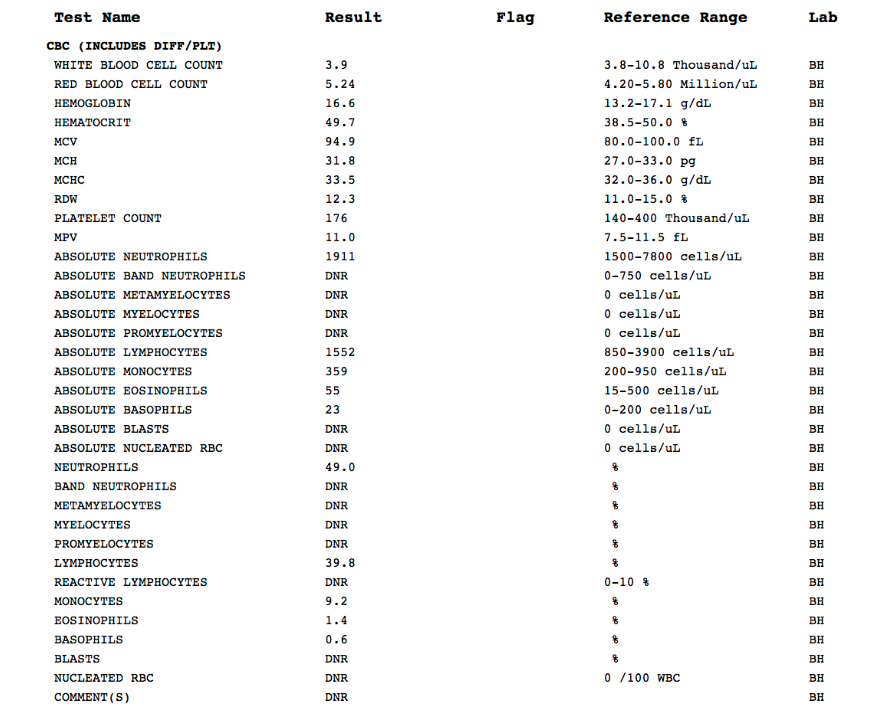 Test Name Result Flag Reference Range Lab
CBC (INCLUDES DIFF/PLT)
WHITE BLOOD CELL COUNT 3.9 3.8-10.8 Thousand/uL BH
RED BLOOD CELL COUNT 5.24 4.20-5.80 Million/uL BH
HEMOGLOBIN 16.6 13.2-17.1 g/dL BH
HEMATOCRIT 49.7 38.5-50.0 % BH
MCV 94.9 80.0-100.0 fL BH
MCH 31.8 27.0-33.0 pg BH
MCHC 33.5 32.0-36.0 g/dL BH
RDW 12.3 11.0-15.0 % BH
PLATELET COUNT 176 140-400 Thousand/uL BH
MPV 11.0 7.5-11.5 fL BH
ABSOLUTE NEUTROPHILS 1911 1500-7800 cells/uL BH
ABSOLUTE BAND NEUTROPHILS DNR 0-750 cells/uL BH
ABSOLUTE METAMYELOCYTES DNR 0 cells/uL BH
ABSOLUTE MYELOCYTES DNR 0 cells/uL BH
ABSOLUTE PROMYELOCYTES DNR 0 cells/uL BH
ABSOLUTE LYMPHOCYTES 1552 850-3900 cells/uL BH
ABSOLUTE MONOCYTES 359 200-950 cells/uL BH
ABSOLUTE EOSINOPHILS 55 15-500 cells/uL BH
ABSOLUTE BASOPHILS 23 0-200 cells/uL BH
ABSOLUTE BLASTS DNR 0 cells/uL BH
ABSOLUTE NUCLEATED RBC DNR 0 cells/uL BH
NEUTROPHILS 49.0 % BH
BAND NEUTROPHILS DNR % BH
METAMYELOCYTES DNR % BH
MYELOCYTES DNR % BH
PROMYELOCYTES DNR % BH
LYMPHOCYTES 39.8 % BH
REACTIVE LYMPHOCYTES DNR 0-10 % BH
MONOCYTES 9.2 % BH
EOSINOPHILS 1.4 % BH
BASOPHILS 0.6 % BH
BLASTS DNR % BH
NUCLEATED RBC DNR 0 /100 WBC BH
COMMENT(S) DNR BH